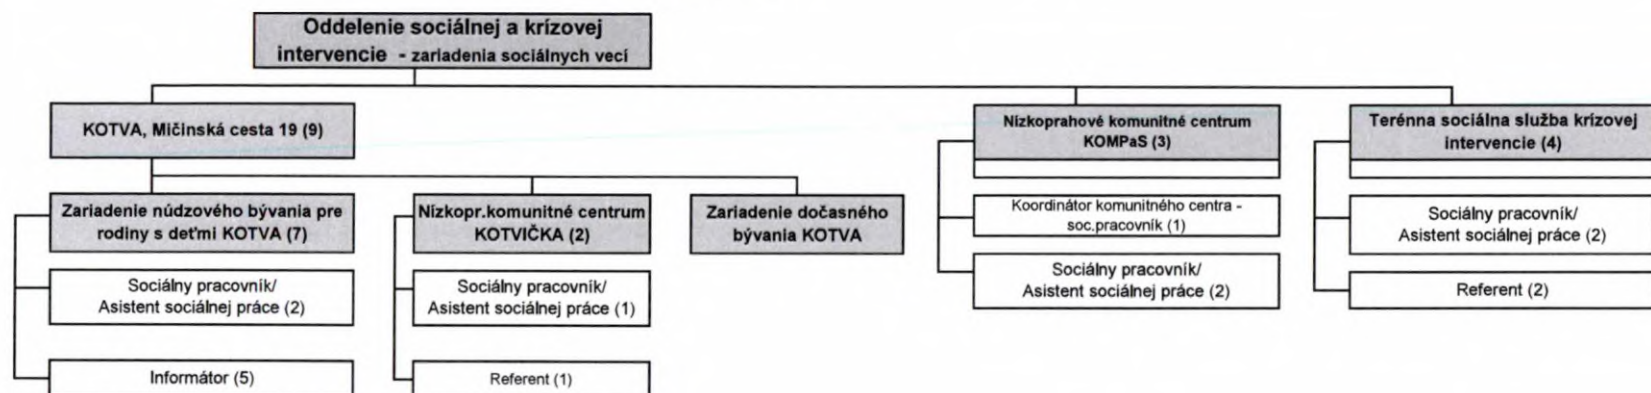 Oddelenie sociálnej a krízovej
intervencie - zariadenia sociálnych vecí
KOTVA, Mičinská cesta 19 (9)
Nízkoprahové komunitné centrum
KOMPaS (3)
Terénna sociálna služba krízovej
intervencie (4)
Zariadenie núdzového bývania pre
rodiny s deťmi KOTVA (7)
Nízkopr.komunitné centrum
KOTVIČKA (2)
Zariadenie dočasného
bývania KOTVA
Koordinátor komunitného centra -
soc.pracovník (1)
Sociálny pracovník/
Asistent sociálnej práce (2)
Sociálny pracovník/
Asistent sociálnej práce (2)
Sociálny pracovník/
Asistent sociálnej práce (1)
Sociálny pracovník/
Asistent sociálnej práce (2)
Referent (2)
Informátor (5)
Referent (1)